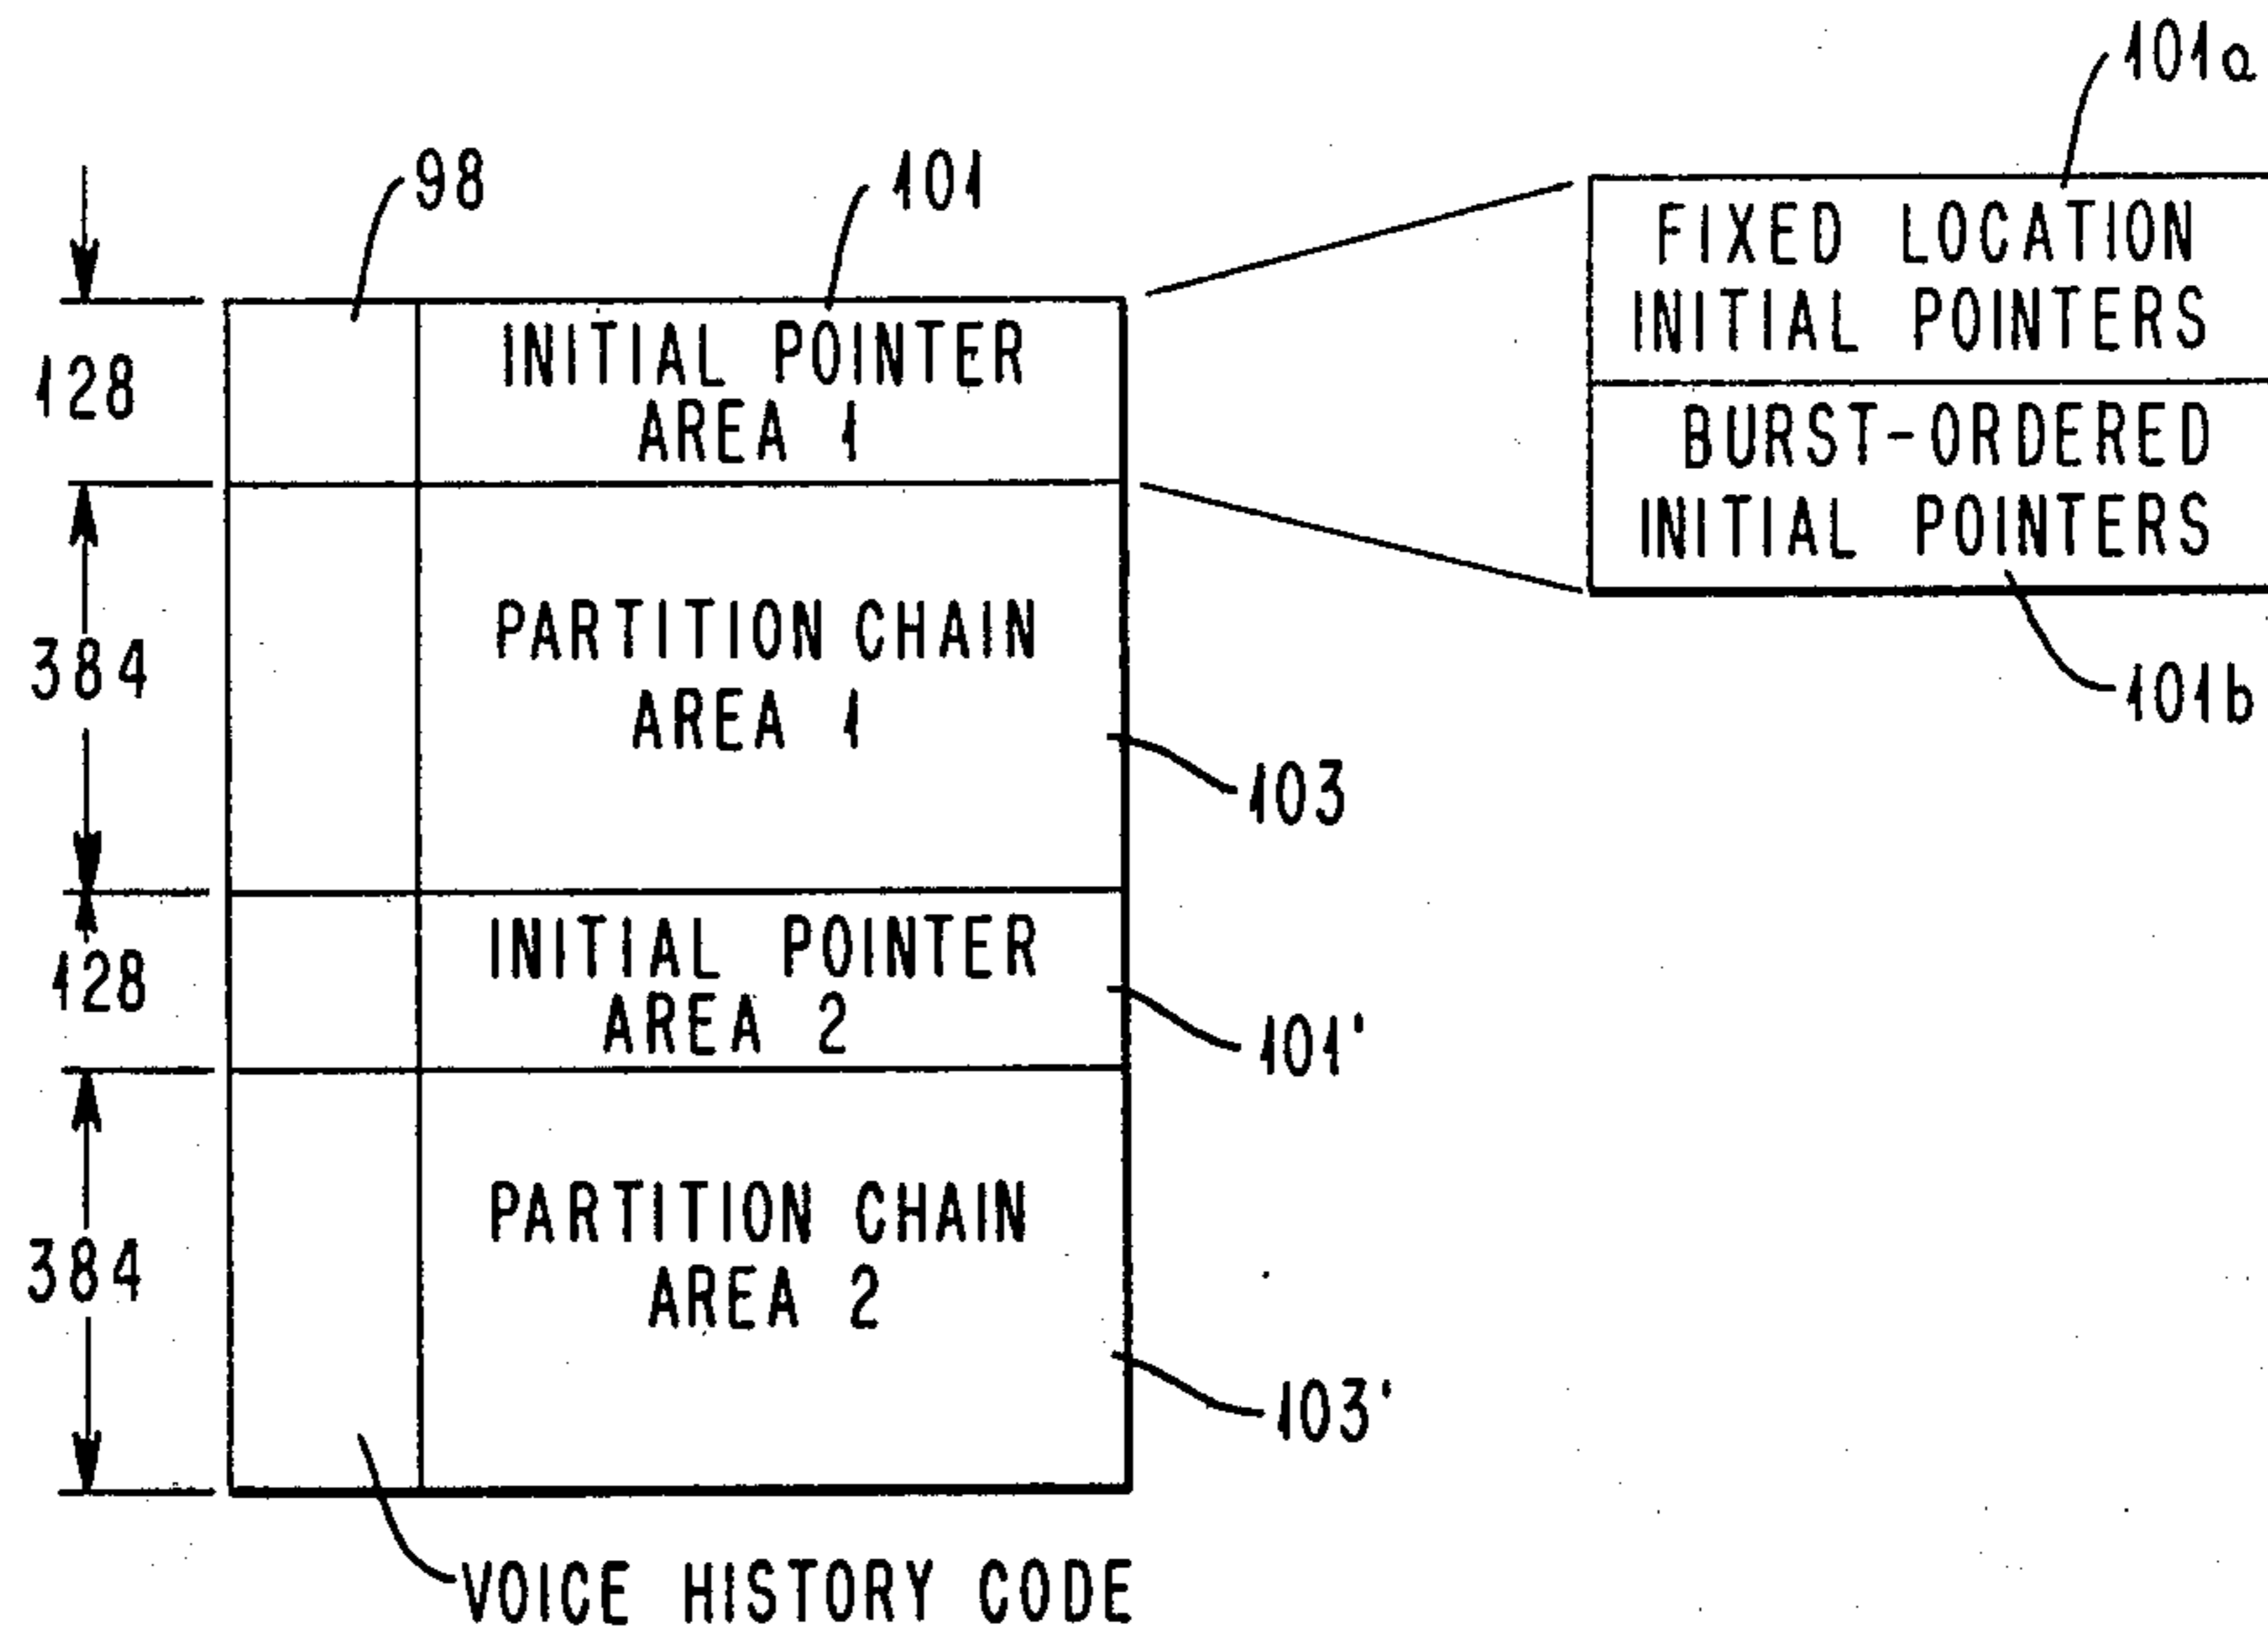 101a
98
101
FIXED LOCATION
INITIAL POINTERS
128
INITIAL POINTER
AREA 1
BURST-ORDERED
INITIAL POINTERS
101b
384
PARTITION CHAIN
AREA 1
103
128
INITIAL POINTER
AREA 2
101'
384
PARTITION CHAIN
AREA 2
103'
VOICE HISTORY CODE